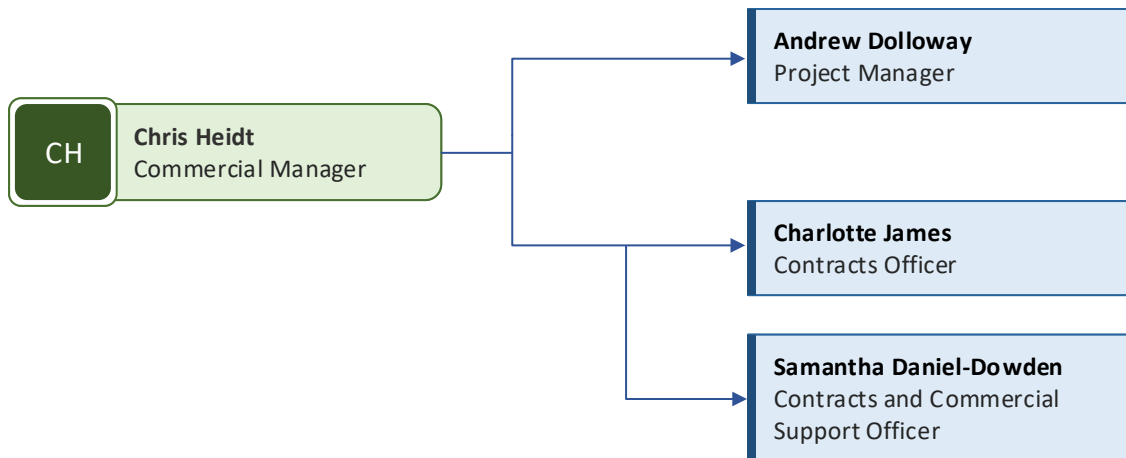 CH
Chris Heidt
Commercial Manager
Andrew Dolloway
Project Manager
Charlotte James
Contracts Officer
Samantha Daniel-Dowden
Contracts and Commercial
Support Officer